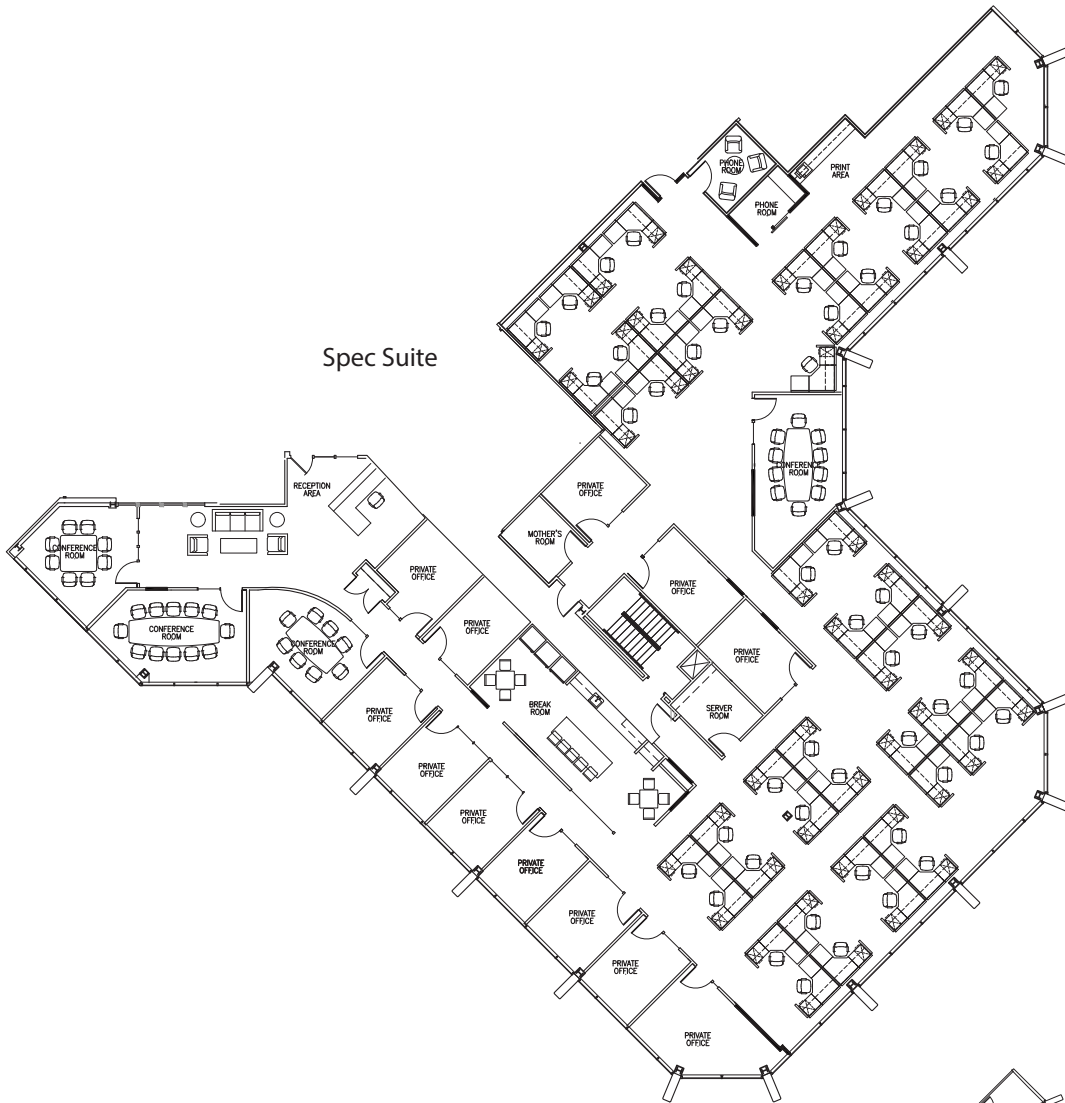 PHONE
ROOM
PRINT
AREA
PHONE
ROOM
Spec Suite
RECEPTION
AREA
PRIVATE
OFFICE
CONFERENCE
ROOM
MOTHER'S
ROOM
CONFERENCE
ROOM
PRIVATE
OFFICE
PRIVATE
OFFICE
CONFERENCE
ROOM
PRIVATE
OFFICE
CONFERENCE
ROOM
PRIVATE
OFFICE
PRIVATE
OFFICE
BREAK
ROOM
SERVER
ROOM
PRIVATE
OFFICE
PRIVATE
OFFICE
PRIVATE
OFFICE
PRIVATE
OFFICE
PRIVATE
OFFICE
PRIVATE
OFFICE